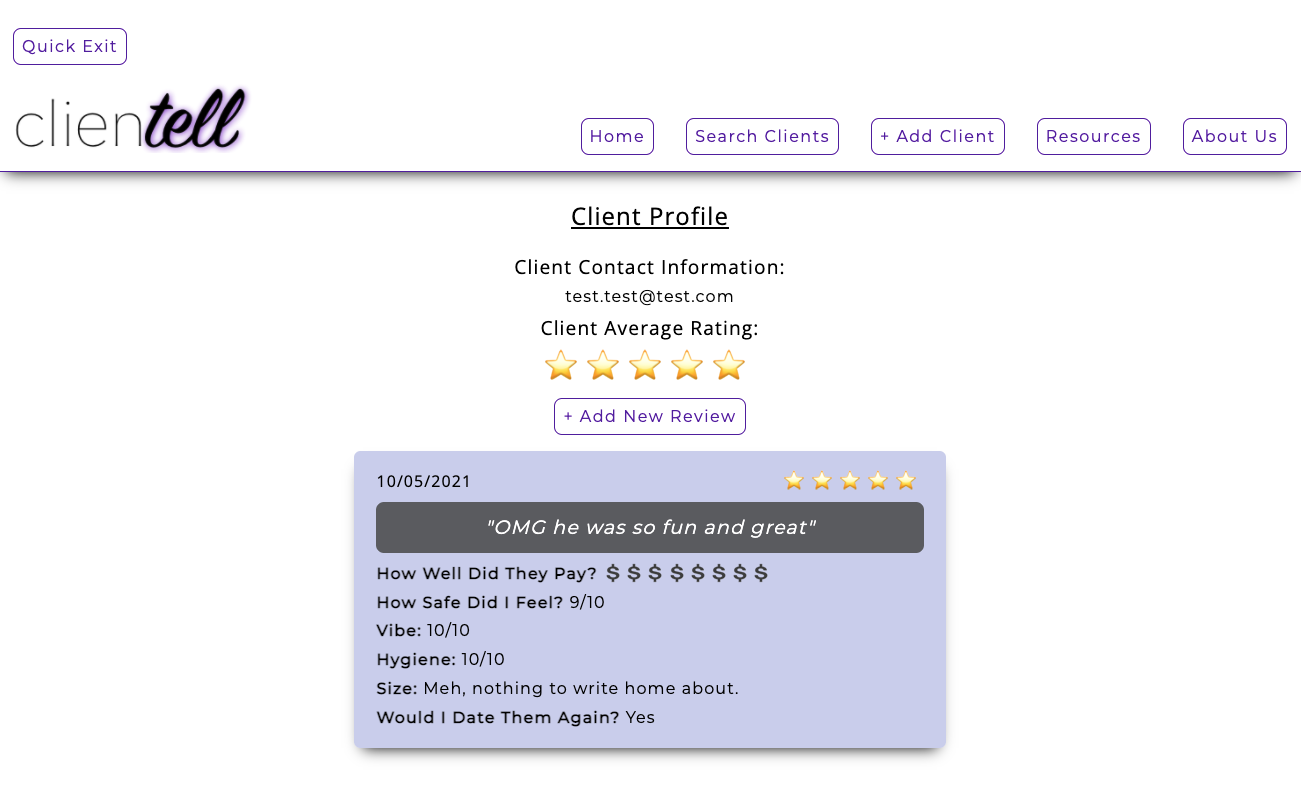 Quick Exit
clientell
Home
Search Clients
+ Add Client
Resources
About Us
Client Profile
Client Contact Information:
test.test@test.com
Client Average Rating:
+ Add New Review
10/05/2021
"OMG he was so fun and great"
How Well Did They Pay? $ $ $ $ $ $ $ $
How Safe Did I Feel? 9/10
Vibe: 10/10
Hygiene: 10/10
Size: Meh, nothing to write home about.
Would I Date Them Again? Yes